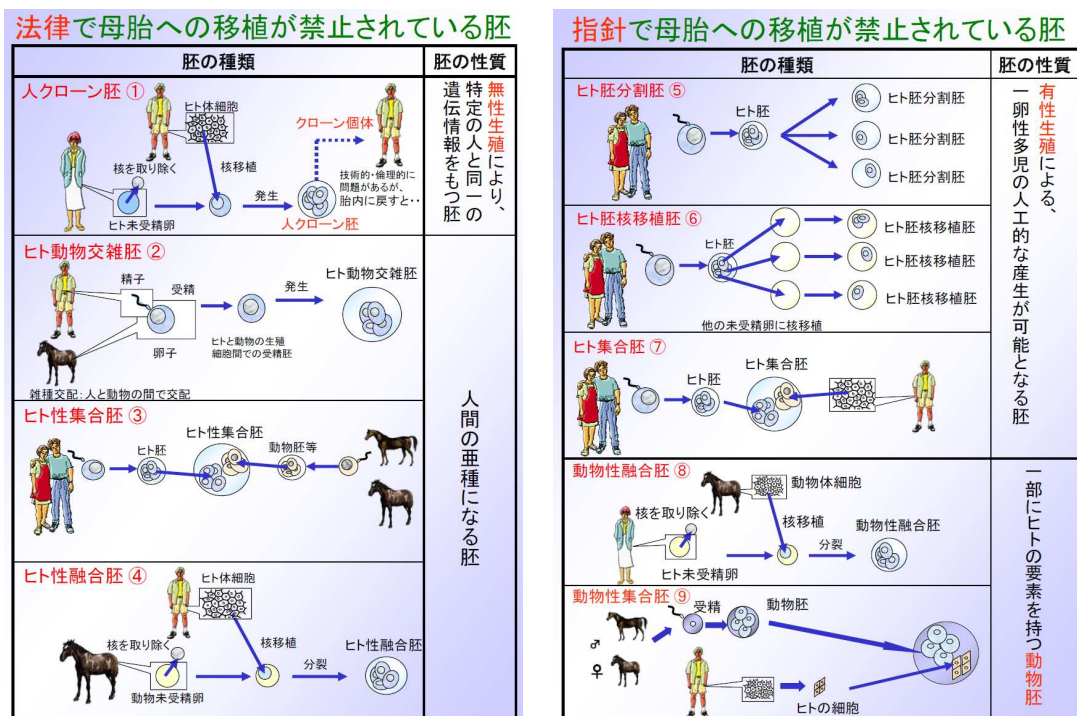 法律で母胎への移植が禁止されている胚
胚の種類
胚の性質
人クローン胚 ①
ヒト体細胞
核を取り除く
核移植
ヒト未受精卵
発生
クローン個体
技術的・倫理的に
問題があるが、
胎内に戻すと・・
人クローン胚
無性生殖により、
特定の人と同一の
遺伝情報をもつ胚
ヒト動物交雑胚 ②
精子
受精
発生
ヒト動物交雑胚
卵子
ヒトと動物の生殖
細胞間での受精胚
雑種交配:人と動物の間で交配
ヒト性集合胚 ③
ヒト胚
ヒト性集合胚
動物胚等
ヒト性融合胚 ④
ヒト体細胞
核を取り除く
核移植
動物未受精卵
分裂
ヒト性融合胚
人間の亜種になる胚
指針で母胎への移植が禁止されている胚
胚の種類
胚の性質
ヒト胚分割胚 ⑤
ヒト胚
ヒト胚分割胚
ヒト胚分割胚
ヒト胚分割胚
ヒト胚核移植胚 ⑥
ヒト胚
ヒト胚核移植胚
ヒト胚核移植胚
ヒト胚核移植胚
他の未受精卵に核移植
ヒト集合胚 ⑦
ヒト胚
ヒト集合胚
有性生殖による、
一卵性多児の人工的な産生が可能となる胚
動物性融合胚 ⑧
動物体細胞
核を取り除く
核移植
ヒト未受精卵
分裂
動物性融合胚
動物性集合胚 ⑨
受精
動物胚
♂
♀
ヒトの細胞
一部にヒトの要素を持つ動物胚